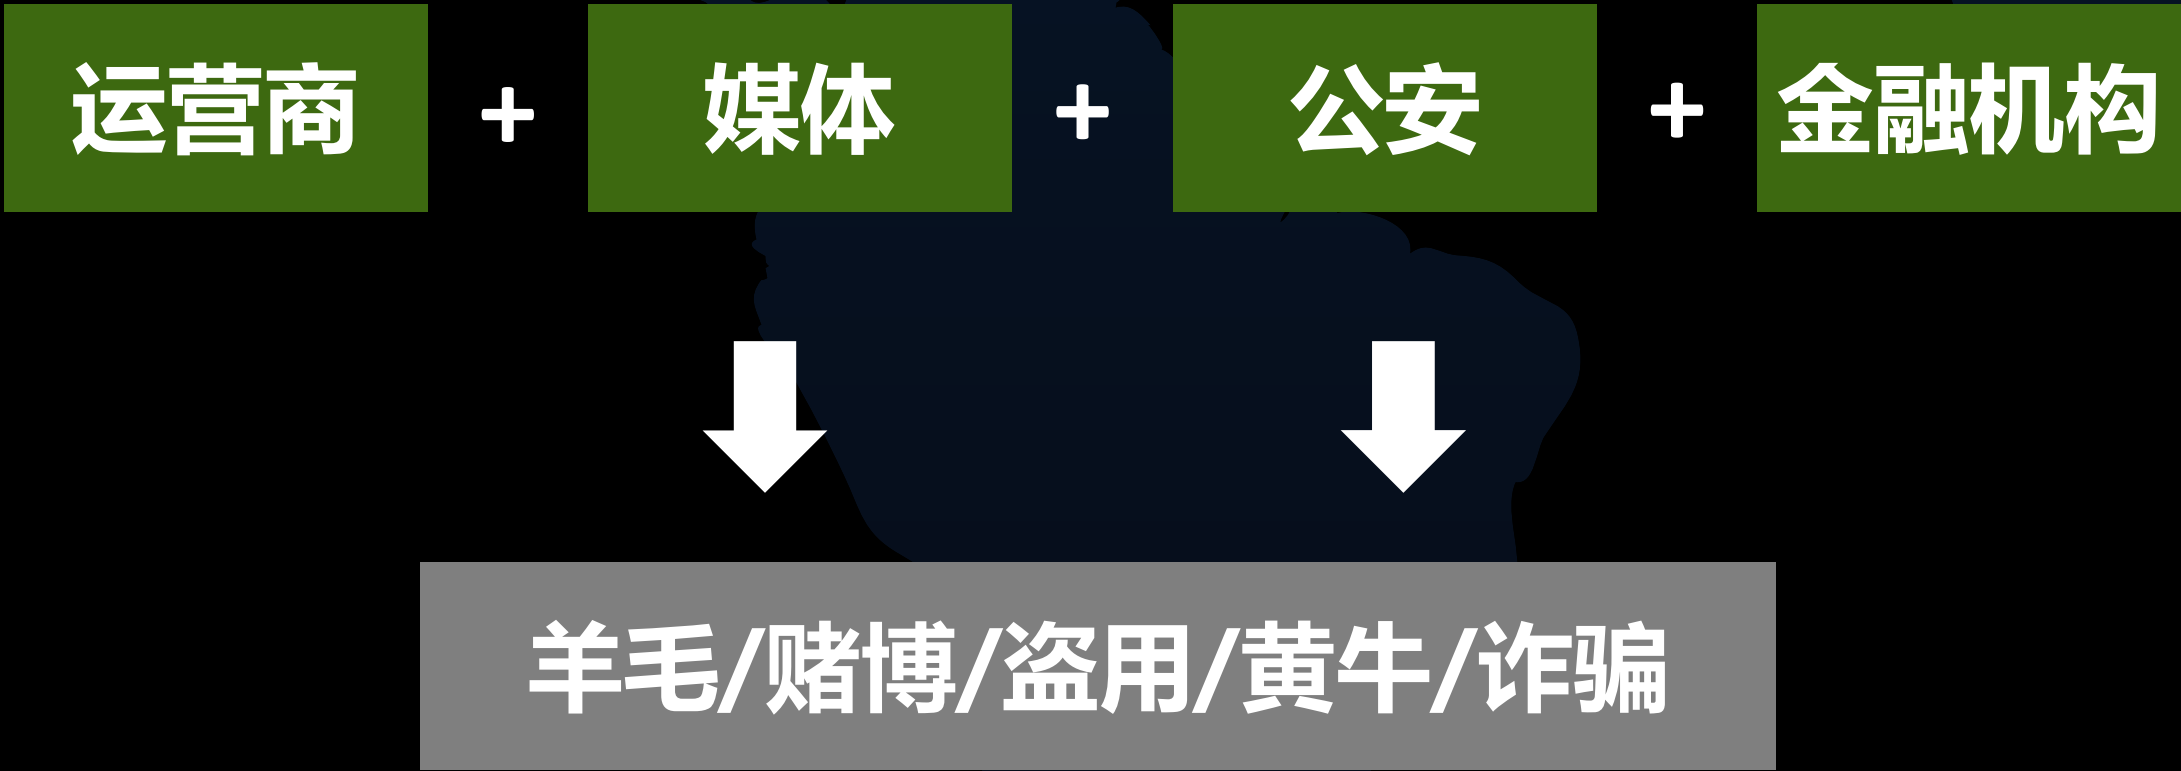 运营商 + 媒体 + 公安 + 金融机构
羊毛/赌博/盗用/黄牛/诈骗